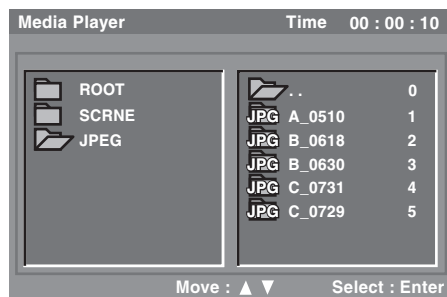 Media Player Time 00 : 00 : 10
ROOT
SCRNE
JPEG
. . 0
JPG A_0510 1
JPG B_0618 2
JPG B_0630 3
JPG C_0731 4
JPG C_0729 5
Move : ▲ ▼ Select : Enter